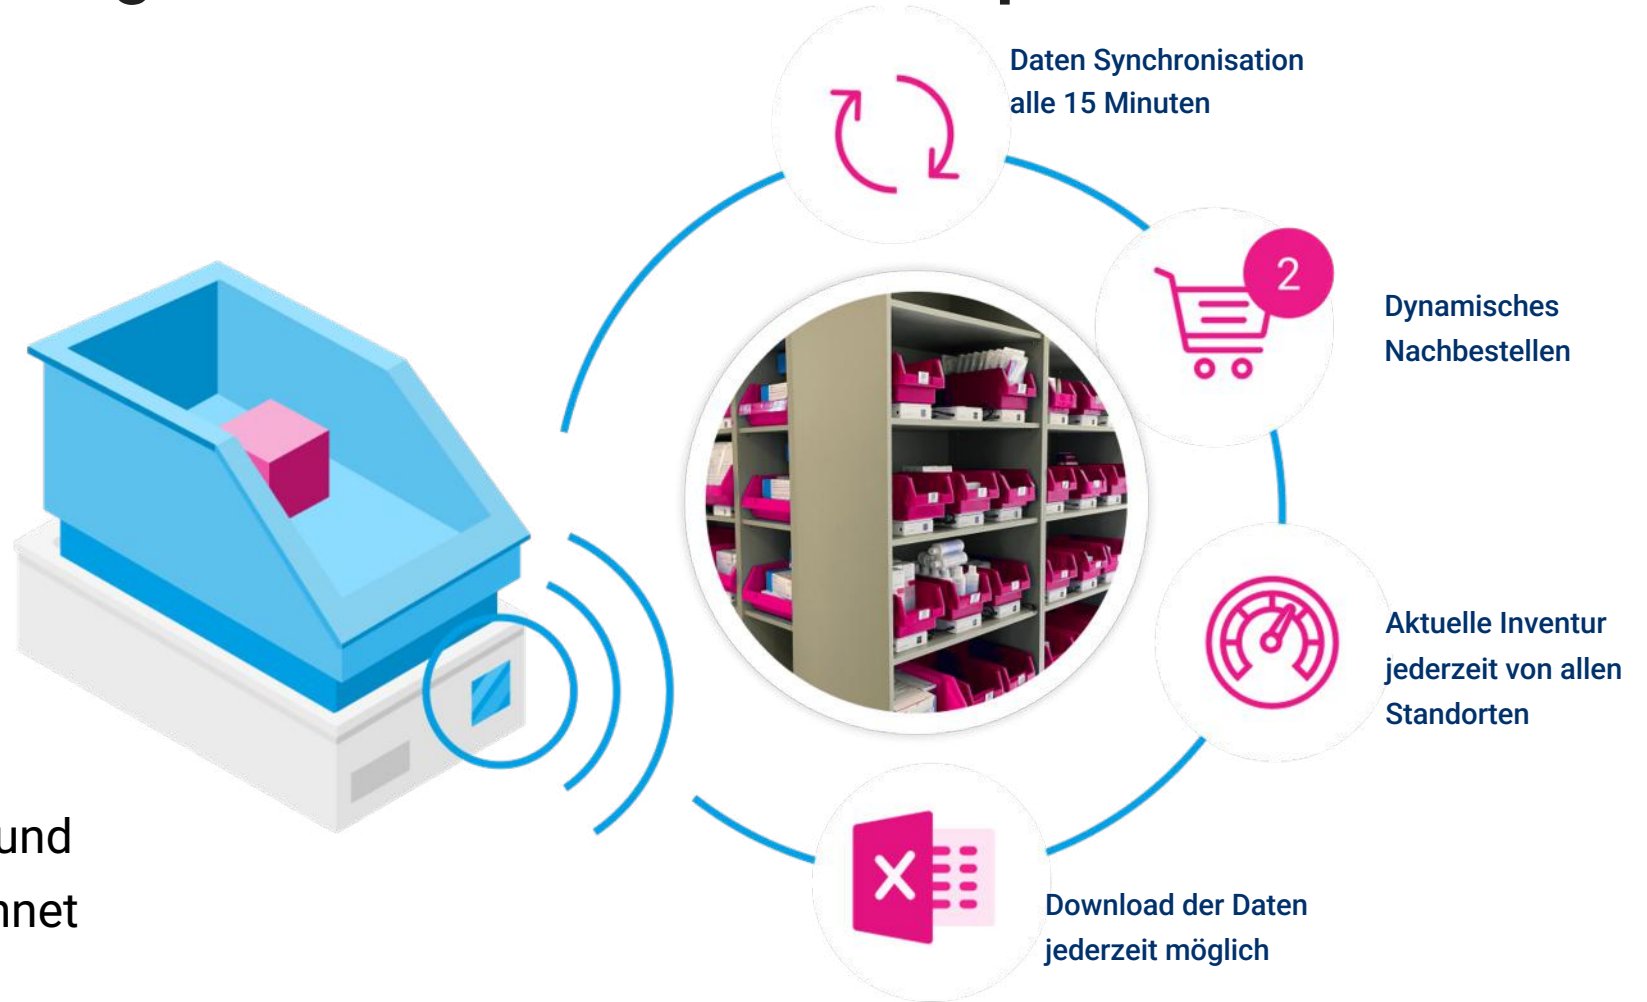 Daten Synchronisation
alle 15 Minuten
2
Dynamisches
Nachbestellen
Aktuelle Inventur
jederzeit von allen
Standorten
X
Download der Daten
jederzeit möglich
und